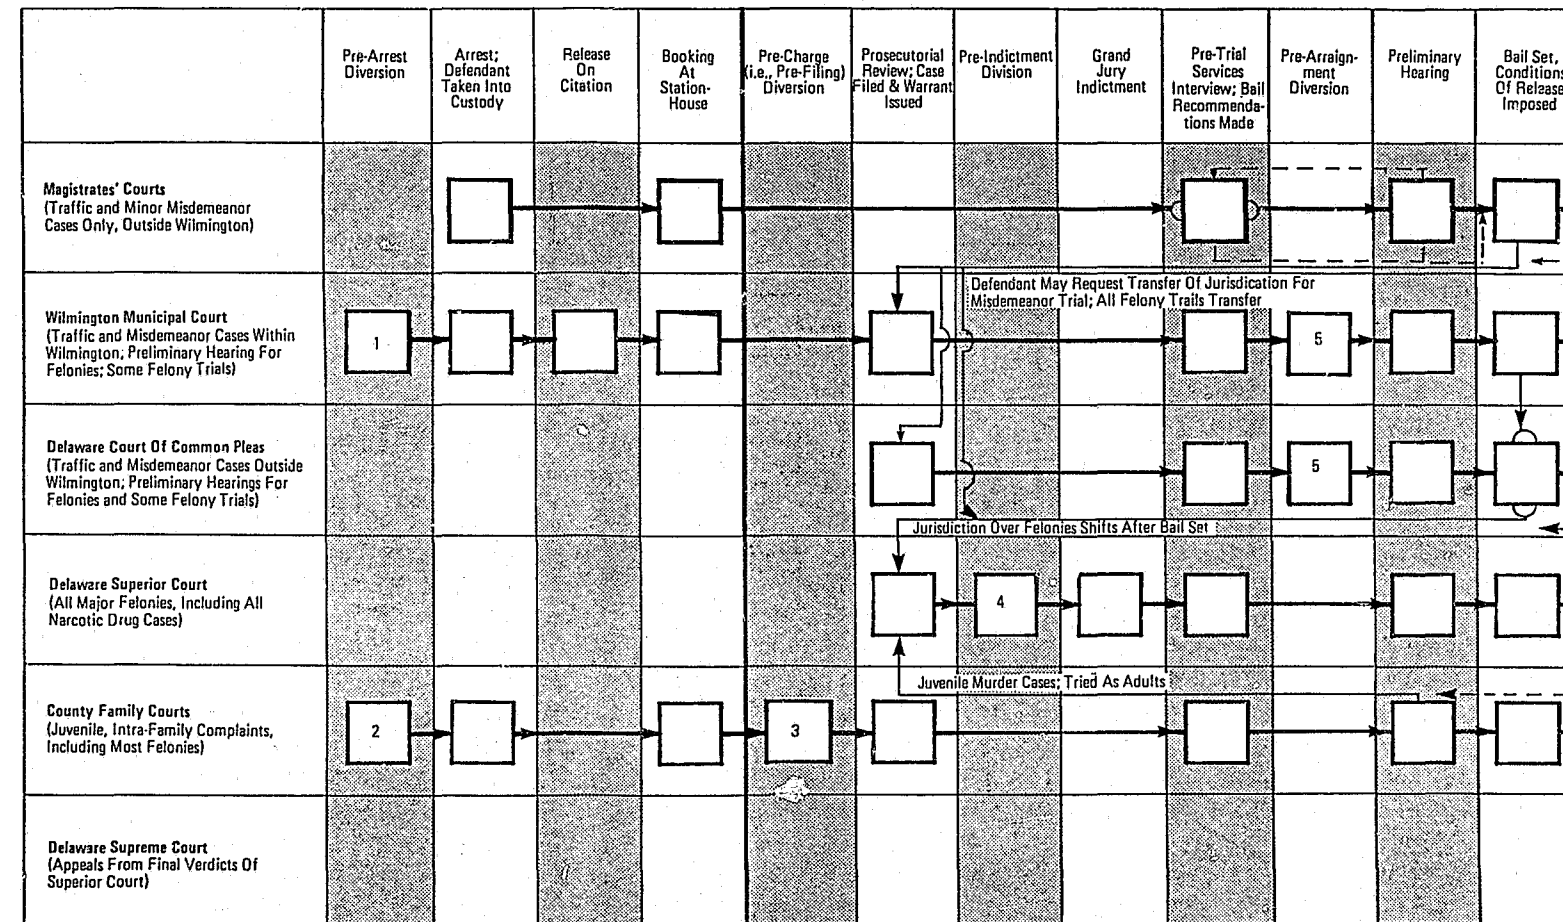 Pre-Arrest
Diversion
Arrest;
Defendant
Taken Into
Custody
Release
On
Citation
Booking
At
Station-
House
Pre-Charge
(i.e., Pre-Filing)
Diversion
Prosecutorial
Review; Case
Filed & Warrant
Issued
Pre-Indictment
Division
Grand
Jury
Indictment
Pre-Trial
Services
Interview; Bail
Recommenda-
tions Made
Pre-Arraign-
ment
Diversion
Preliminary
Hearing
Bail Set,
Conditions
Of Release
Imposed
Magistrates' Courts
(Traffic and Minor Misdemeanor
Cases Only, Outside Wilmington)
Defendant May Request Transfer Of Jurisdication For
Misdemeanor Trial; All Felony Trails Transfer
Wilmington Municipal Court
(Traffic and Misdemeanor Cases Within
Wilmington; Preliminary Hearing For
Felonies; Some Felony Trials)
1
5
Delaware Court Of Common Pleas
(Traffic and Misdemeanor Cases Outside
Wilmington; Preliminary Hearings For
Felonies and Some Felony Trials)
5
Jurisdiction Over Felonies Shifts After Bail Set
Delaware Superior Court
(All Major Felonies, Including All
Narcotic Drug Cases)
4
Juvenile Murder Cases; Tried As Adults
County Family Courts
(Juvenile, Intra-Family Complaints,
Including Most Felonies)
2
3
Delaware Supreme Court
(Appeals From Final Verdicts Of
Superior Court)